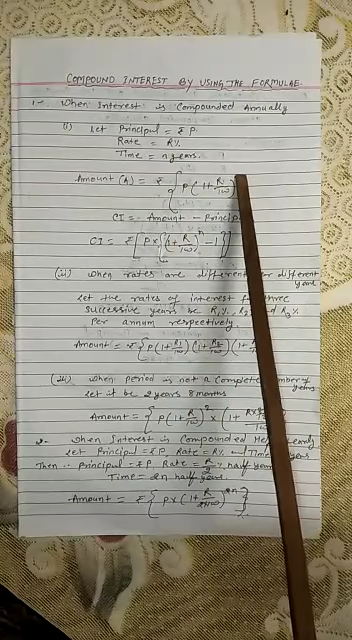 COMPOUND INTEREST BY USING THE FORMULAE
1:- When Interest is Compounded Annually
(i) Let Principal = ₹ P.
Rate = R%
Time = n years.
Amount (A) = ₹ { P(1+R/100)
CI = Amount - Princip
CI = ₹ [P×{(1+R/100)^n -1}]
(ii) When rates are different for different
years
Let the rates of interest for three
successive years be R1%, R2 and R3%
Per annum respectively.
Amount = ₹ {P(1+R1/100)(1+R2/100)(1+
(iii) When period is not a Complete number of
years
Let it be 2 years 8 months
Amount = {P(1+R/100)^2 × (1+
2- When Interest is Compounded Half yearly
Let Principal = ₹P, Rate = R% Time years
Then :- Principal = ₹P Rate = R/2 % half year
Time = 2n half years.
Amount = ₹ { P×(1+R/2×100)^2n }